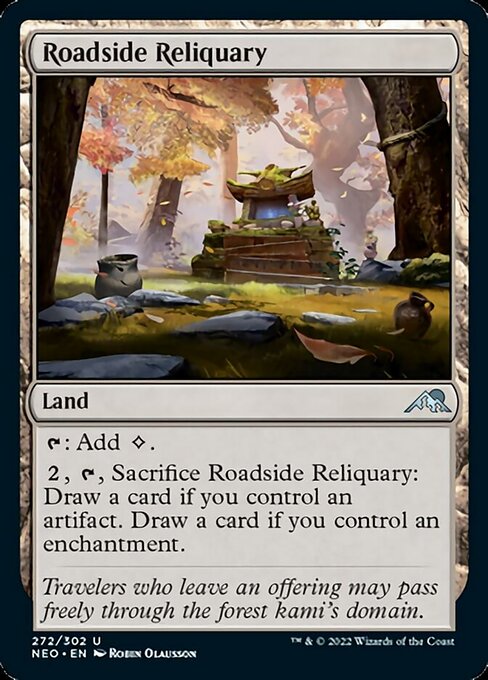 Roadside Reliquary
Land
: Add .
2, , Sacrifice Roadside Reliquary:
Draw a card if you control an
artifact. Draw a card if you control an
enchantment.
Travelers who leave an offering may pass
freely through the forest kami's domain.
272/302 U
NEO • EN Robin Olausson
™ & © 2022 Wizards of the Coast